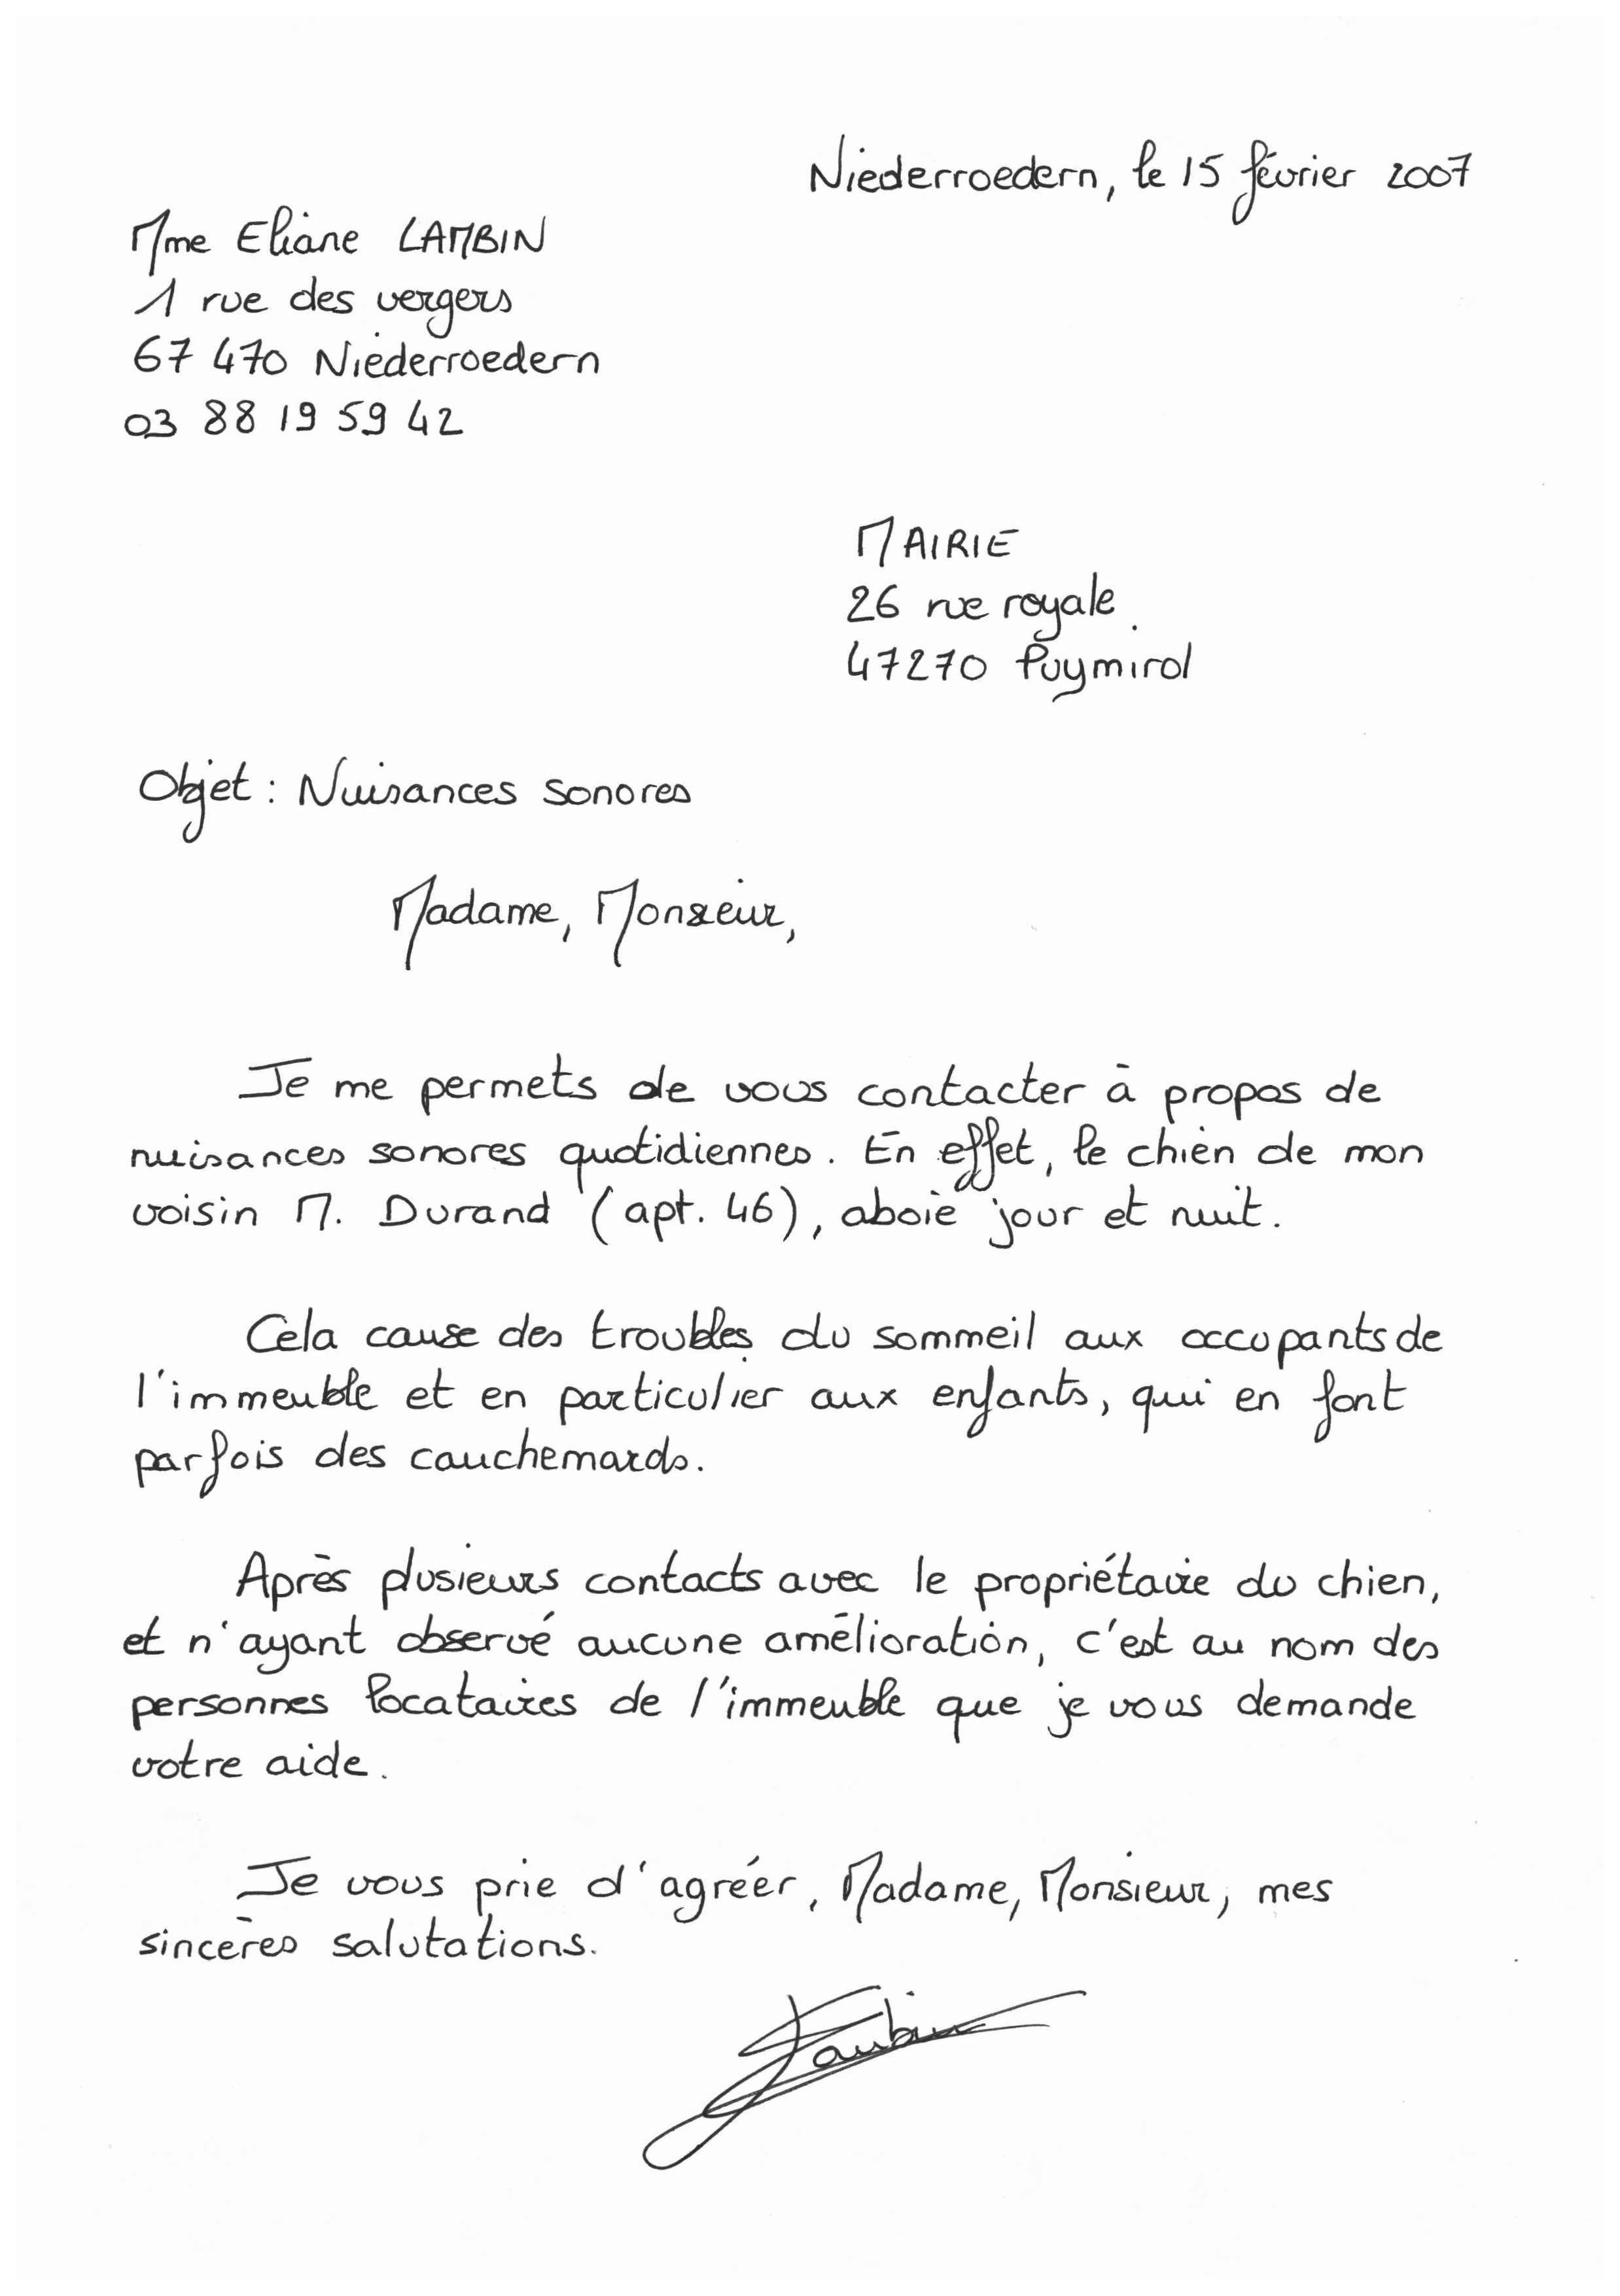 Niederroedern, le 15 février 2007
Mme Eliane LAMBIN
1 rue des vergers
67 470 Niederroedern
03 88 19 59 42
MAIRIE
26 rue royale
47270 Puymirol
Objet : Nuisances sonores
Madame, Monsieur,
Je me permets de vous contacter à propos de
nuisances sonores quotidiennes. En effet, le chien de mon
voisin M. Durand (apt. 46), aboie jour et nuit.
Cela cause des troubles du sommeil aux occupants de
l'immeuble et en particulier aux enfants, qui en font
parfois des cauchemards.
Après plusieurs contacts avec le propriétaire du chien,
et n'ayant observé aucune amélioration, c'est au nom des
personnes locataires de l'immeuble que je vous demande
votre aide.
Je vous prie d'agréer, Madame, Monsieur, mes
sincères salutations.
Lambin